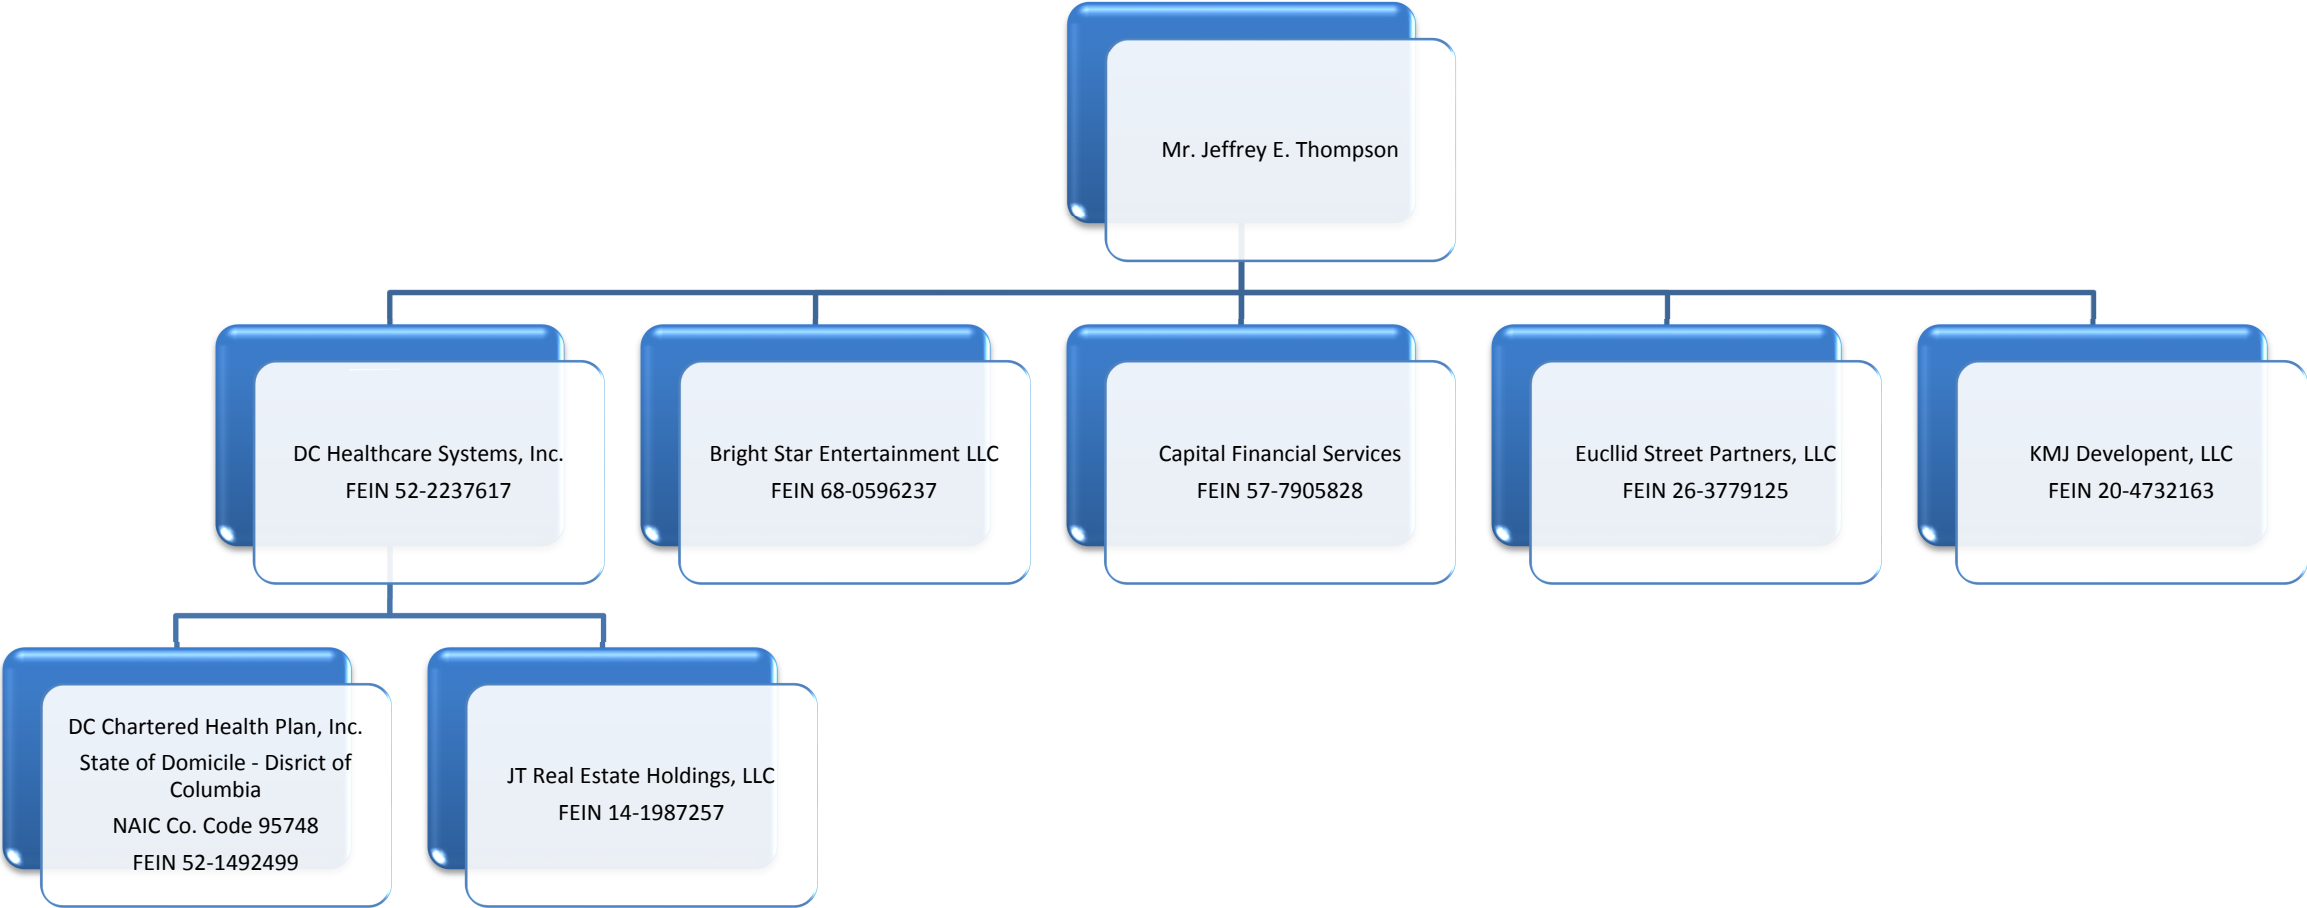 Mr. Jeffrey E. Thompson
DC Healthcare Systems, Inc.
FEIN 52-2237617
Bright Star Entertainment LLC
FEIN 68-0596237
Capital Financial Services
FEIN 57-7905828
Eucllid Street Partners, LLC
FEIN 26-3779125
KMJ Developent, LLC
FEIN 20-4732163
DC Chartered Health Plan, Inc.
State of Domicile - Disrict of
Columbia
NAIC Co. Code 95748
FEIN 52-1492499
JT Real Estate Holdings, LLC
FEIN 14-1987257